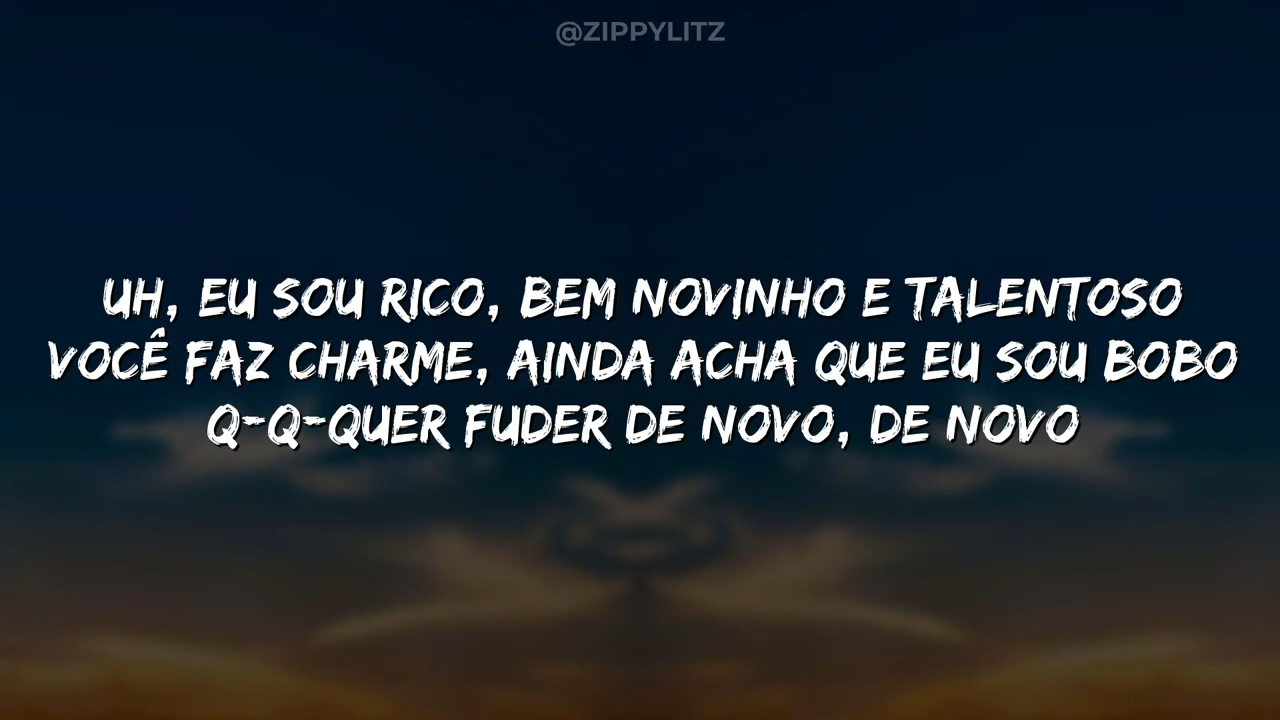 @ZIPPYLITZ
UH, EU SOU RICO, BEM NOVINHO E TALENTOSO
VOCÊ FAZ CHARME, AINDA ACHA QUE EU SOU BOBO
Q-Q-QUER FUDER DE NOVO, DE NOVO